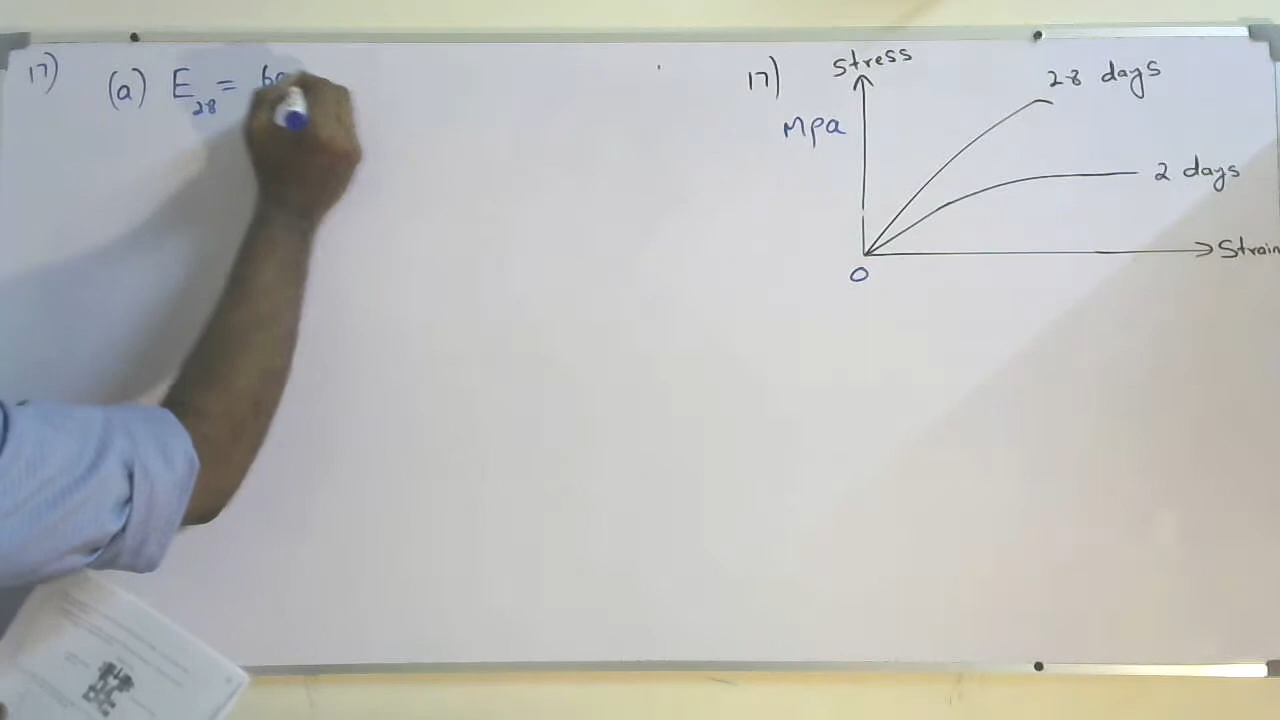 17)
(a) E28 =
17)
stress
Mpa
28 days
2 days
Strain
0